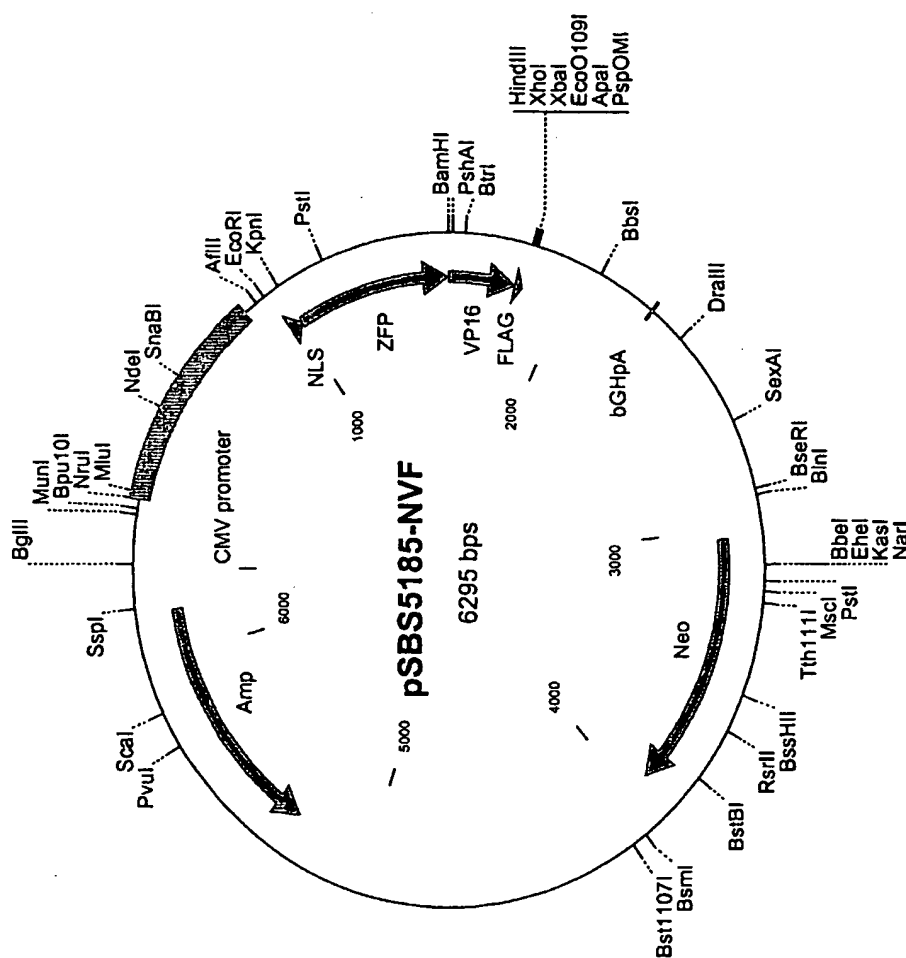 pSBS5185-NVF
6295 bps
BglII
MunI
Bpu10I
NruI
MluI
NdeI
SnaBI
AflII
EcoRI
KpnI
PstI
BamHI
PshAI
BtrI
HindIII
XhoI
XbaI
EcoO109I
ApaI
PspOMI
BbsI
DraIII
SexAI
BseRI
BlnI
BbeI
EheI
KasI
NarI
PstI
MscI
Tth111I
BssHII
RsrII
BstBI
BsmI
Bst1107I
PvuI
ScaI
SspI
CMV promoter
NLS
ZFP
VP16
FLAG
bGHpA
Neo
Amp
1000
2000
3000
4000
5000
6000